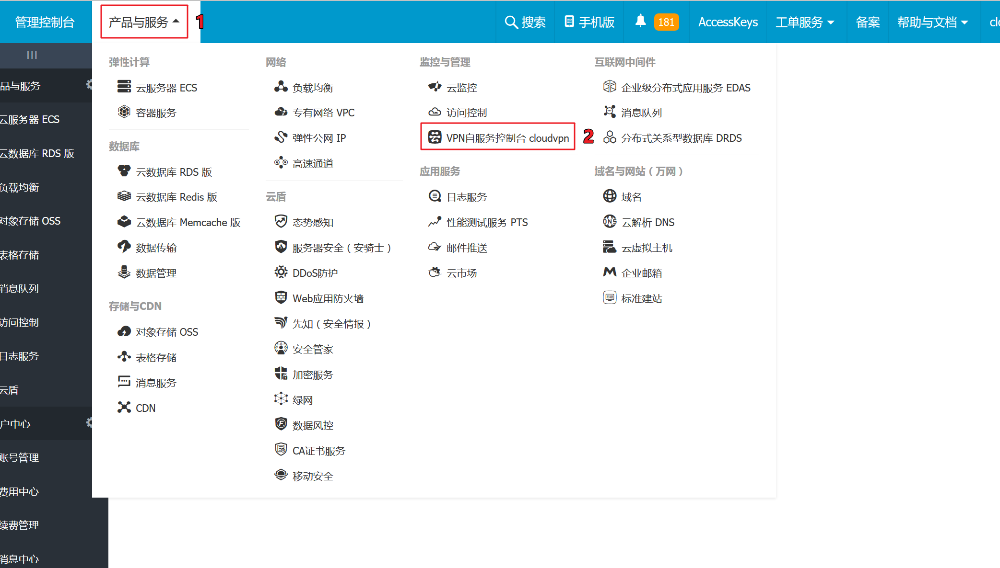 管理控制台
产品与服务
1
搜索
手机版
181
AccessKeys
工单服务
备案
帮助与文档
品与服务
云服务器 ECS
云数据库 RDS 版
负载均衡
对象存储 OSS
表格存储
消息队列
访问控制
日志服务
云盾
户中心
账号管理
费用中心
续费管理
消息中心
弹性计算
云服务器 ECS
容器服务
数据库
云数据库 RDS 版
云数据库 Redis 版
云数据库 Memcache 版
数据传输
数据管理
存储与CDN
对象存储 OSS
表格存储
消息服务
CDN
网络
负载均衡
专有网络 VPC
弹性公网 IP
高速通道
云盾
态势感知
服务器安全（安骑士）
DDoS防护
Web应用防火墙
先知（安全情报）
安全管家
加密服务
绿网
数据风控
CA证书服务
移动安全
监控与管理
云监控
访问控制
VPN自服务控制台 cloudvpn
2
应用服务
日志服务
性能测试服务 PTS
邮件推送
云市场
互联网中间件
企业级分布式应用服务 EDAS
消息队列
分布式关系型数据库 DRDS
域名与网站（万网）
域名
云解析 DNS
云虚拟主机
企业邮箱
标准建站